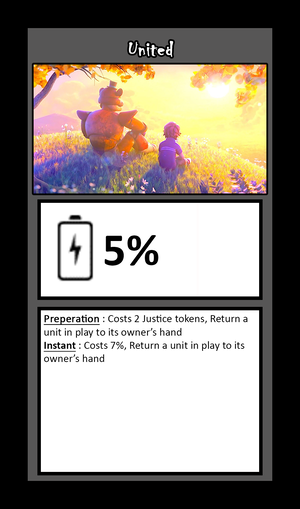 United
5%
Preperation : Costs 2 Justice tokens, Return a
unit in play to its owner's hand
Instant : Costs 7%, Return a unit in play to its
owner's hand